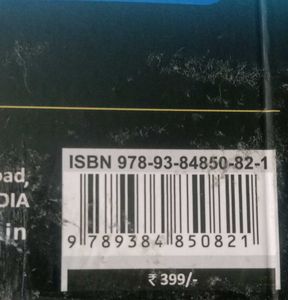 ISBN 978-93-84850-82-1
oad,
DIA
in
9 789384 850821
₹ 399/-